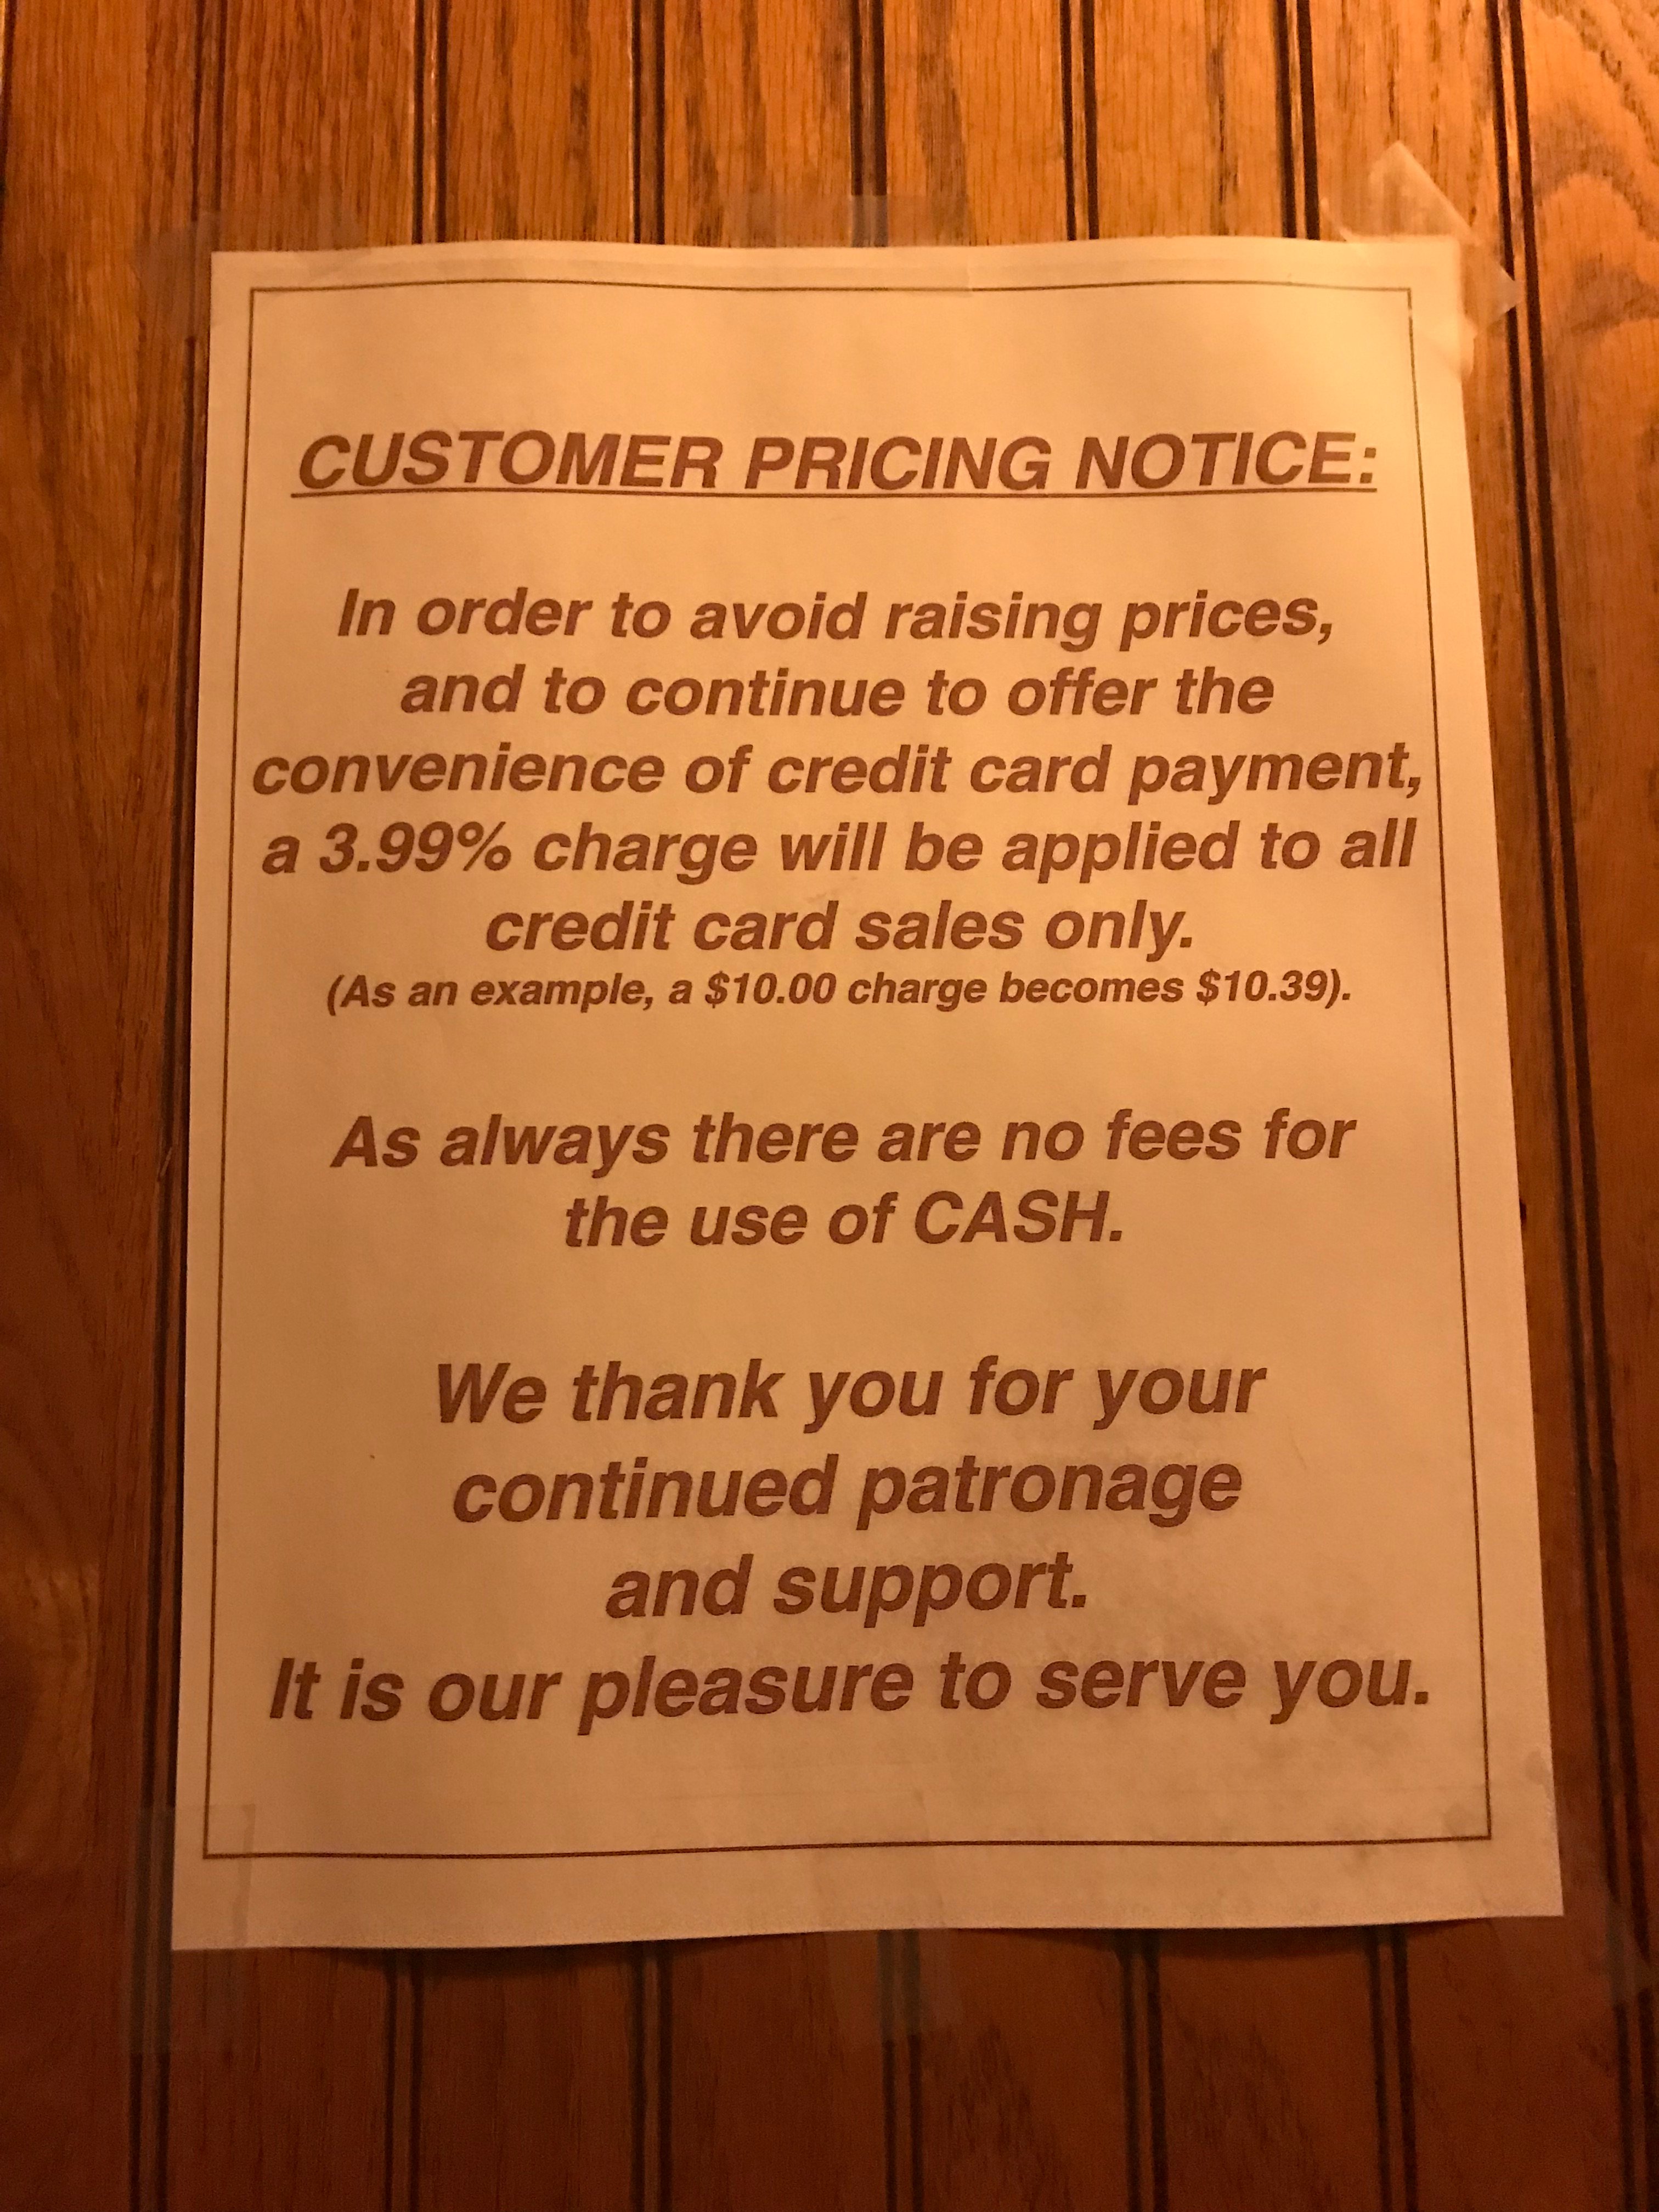 CUSTOMER PRICING NOTICE:
In order to avoid raising prices,
and to continue to offer the
convenience of credit card payment,
a 3.99% charge will be applied to all
credit card sales only.
(As an example, a $10.00 charge becomes $10.39).
As always there are no fees for
the use of CASH.
We thank you for your
continued patronage
and support.
It is our pleasure to serve you.